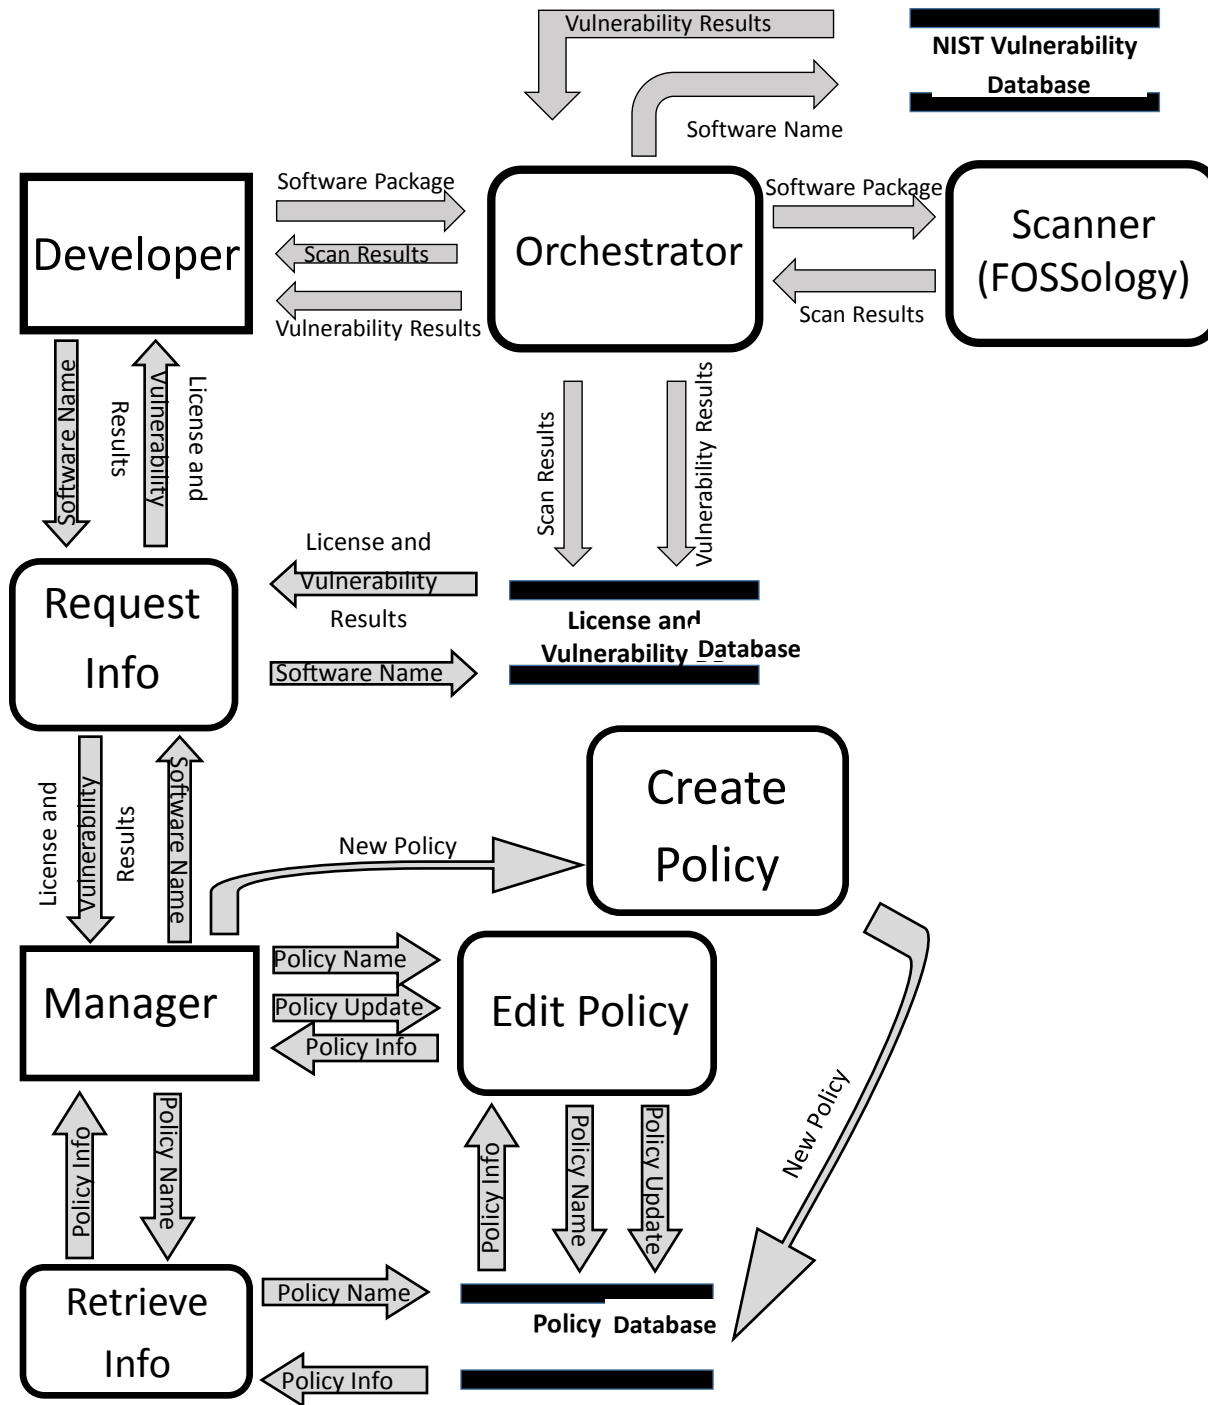 Vulnerability Results
NIST Vulnerability
Database
Software Name
Software Package
Developer
Scan Results
Vulnerability Results
Orchestrator
Software Package
Scan Results
Scanner
(FOSSology)
Software Name
License and
Vulnerability
Results
Scan Results
Vulnerability Results
License and
Vulnerability
Results
Request
Info
Software Name
License and
Vulnerability
Database
License and
Vulnerability
Results
Software Name
New Policy
Create
Policy
Manager
Policy Name
Policy Update
Policy Info
Edit Policy
New Policy
Policy Info
Policy Name
Policy Info
Policy Name
Policy Update
Retrieve
Info
Policy Name
Policy Info
Policy Database